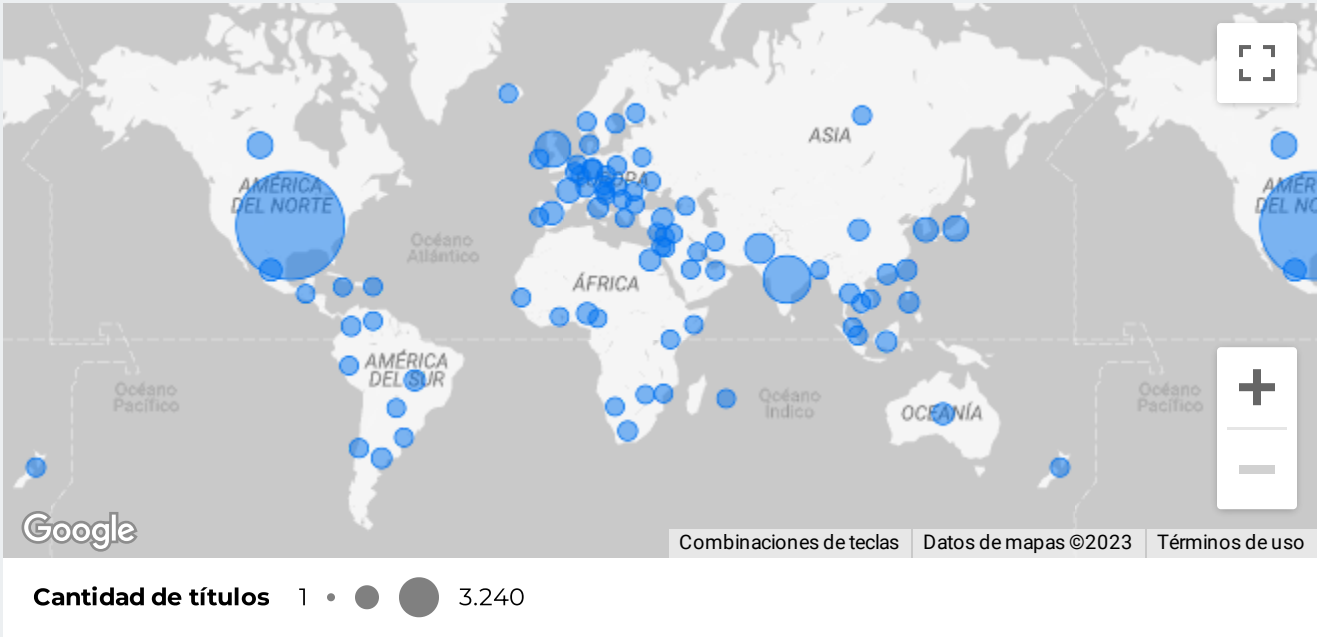 ASIA
AMÉRICA
DEL NORTE
AMÉR
DEL NO
Océano
Atlántico
ÁFRICA
AMÉRICA
DEL SUR
Océano
Pacífico
Océano
Índico
OCEANÍA
Océano
Pacífico
Google
Combinaciones de teclas
Datos de mapas ©2023
Términos de uso
Cantidad de títulos 1 3.240